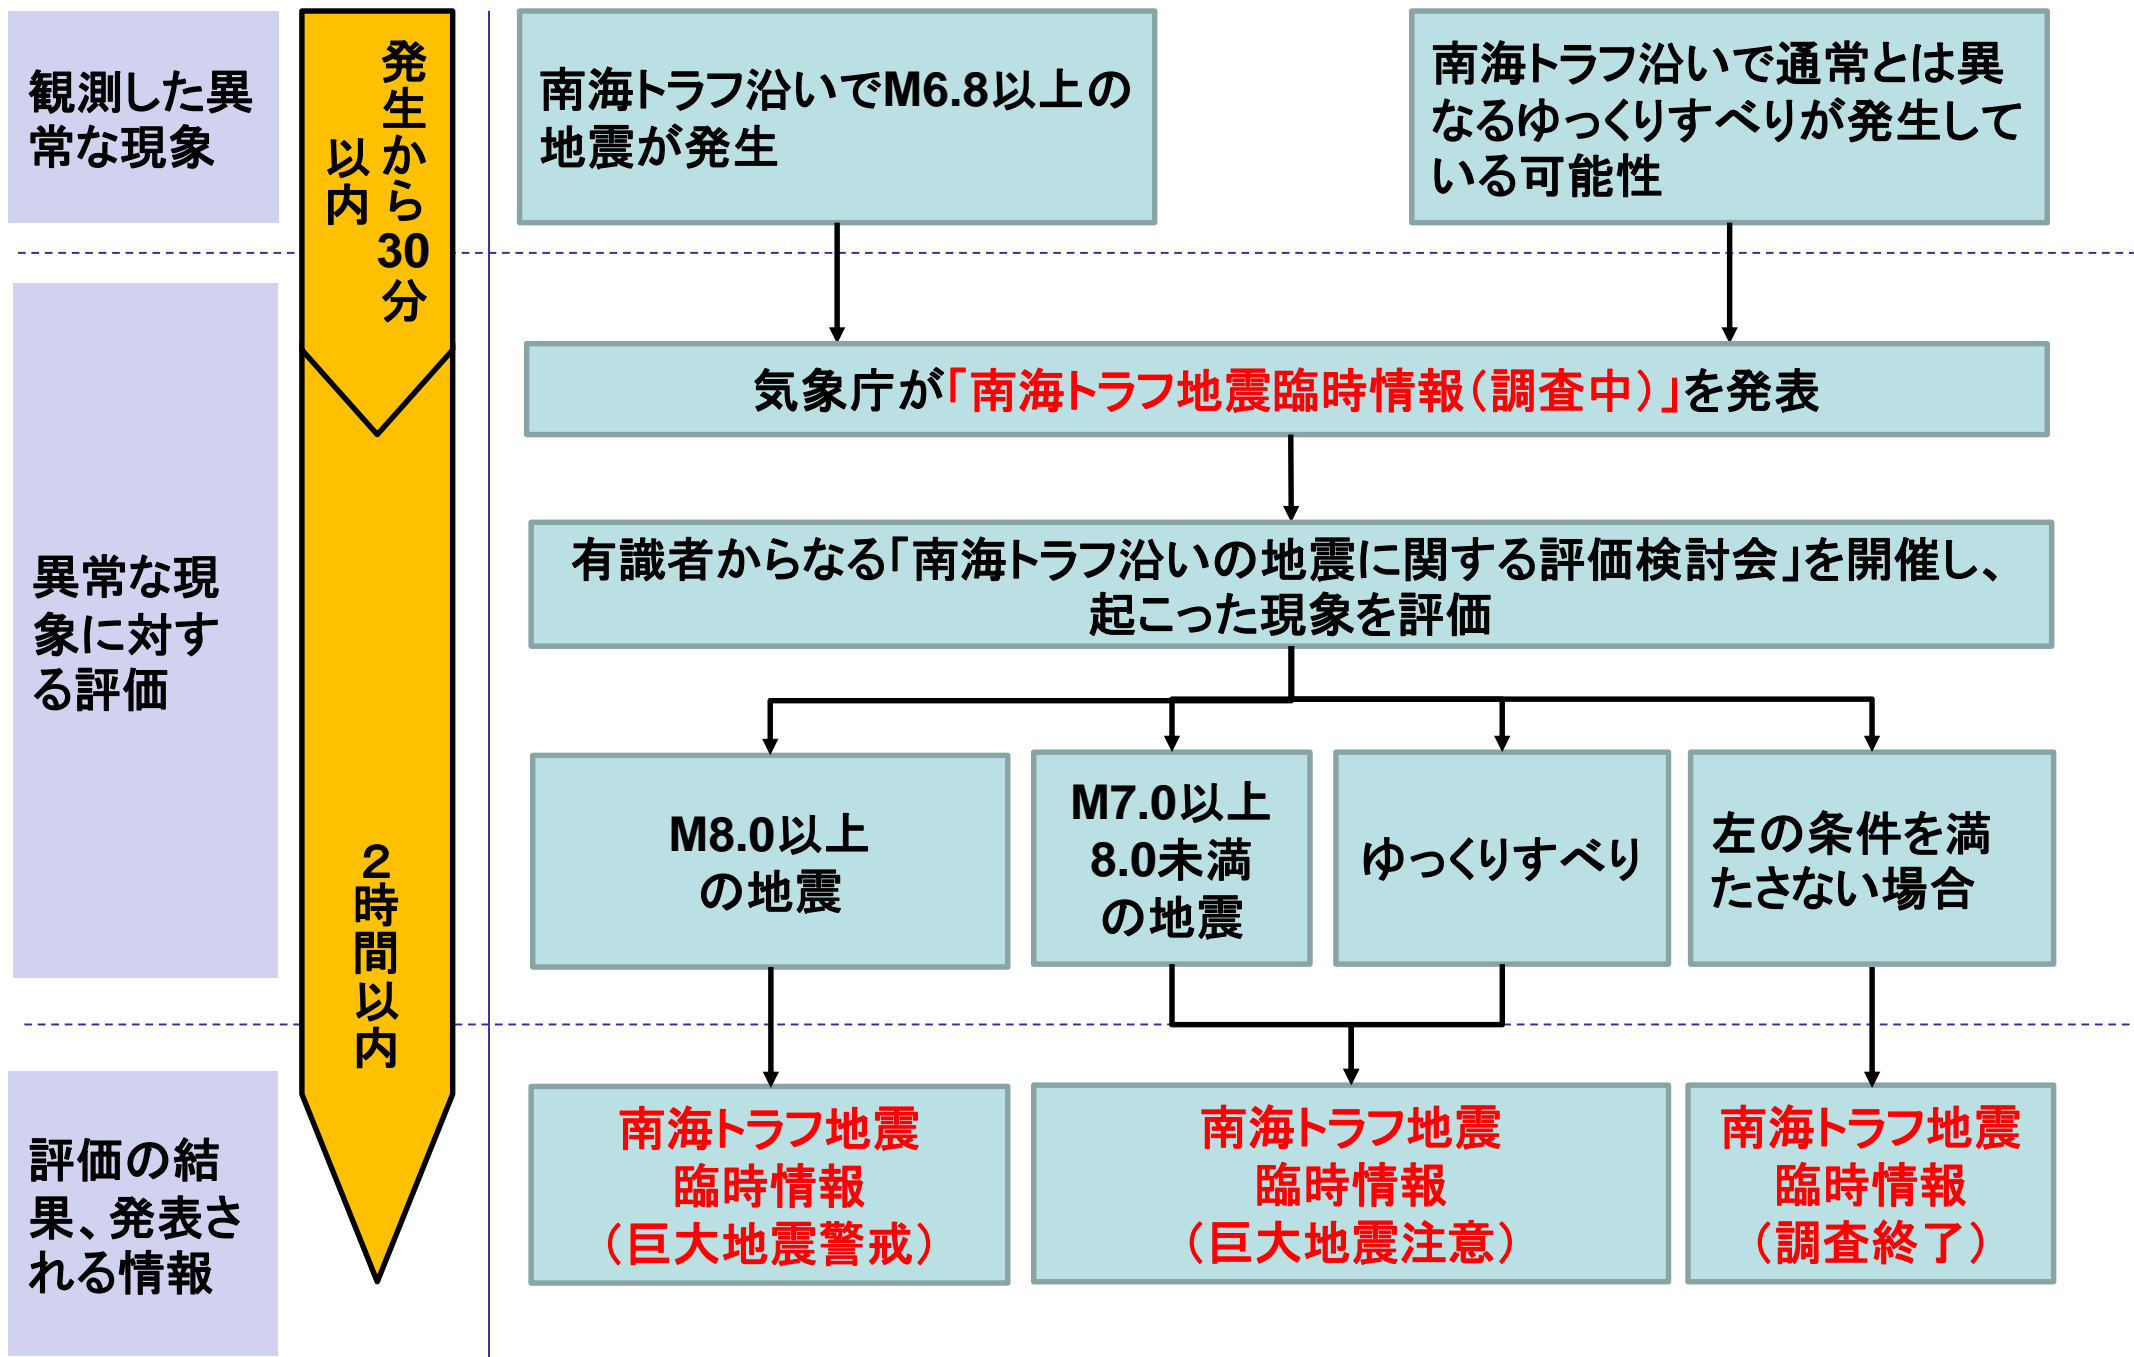 観測した異
常な現象
発生から30分
以内
南海トラフ沿いでM6.8以上の
地震が発生
南海トラフ沿いで通常とは異
なるゆっくりすべりが発生して
いる可能性
異常な現
象に対す
る評価
2時間以内
気象庁が「南海トラフ地震臨時情報(調査中)」を発表
有識者からなる「南海トラフ沿いの地震に関する評価検討会」を開催し、
起こった現象を評価
M8.0以上
の地震
M7.0以上
8.0未満
の地震
ゆっくりすべり
左の条件を満
たさない場合
評価の結
果、発表さ
れる情報
南海トラフ地震
臨時情報
(巨大地震警戒)
南海トラフ地震
臨時情報
(巨大地震注意)
南海トラフ地震
臨時情報
(調査終了)